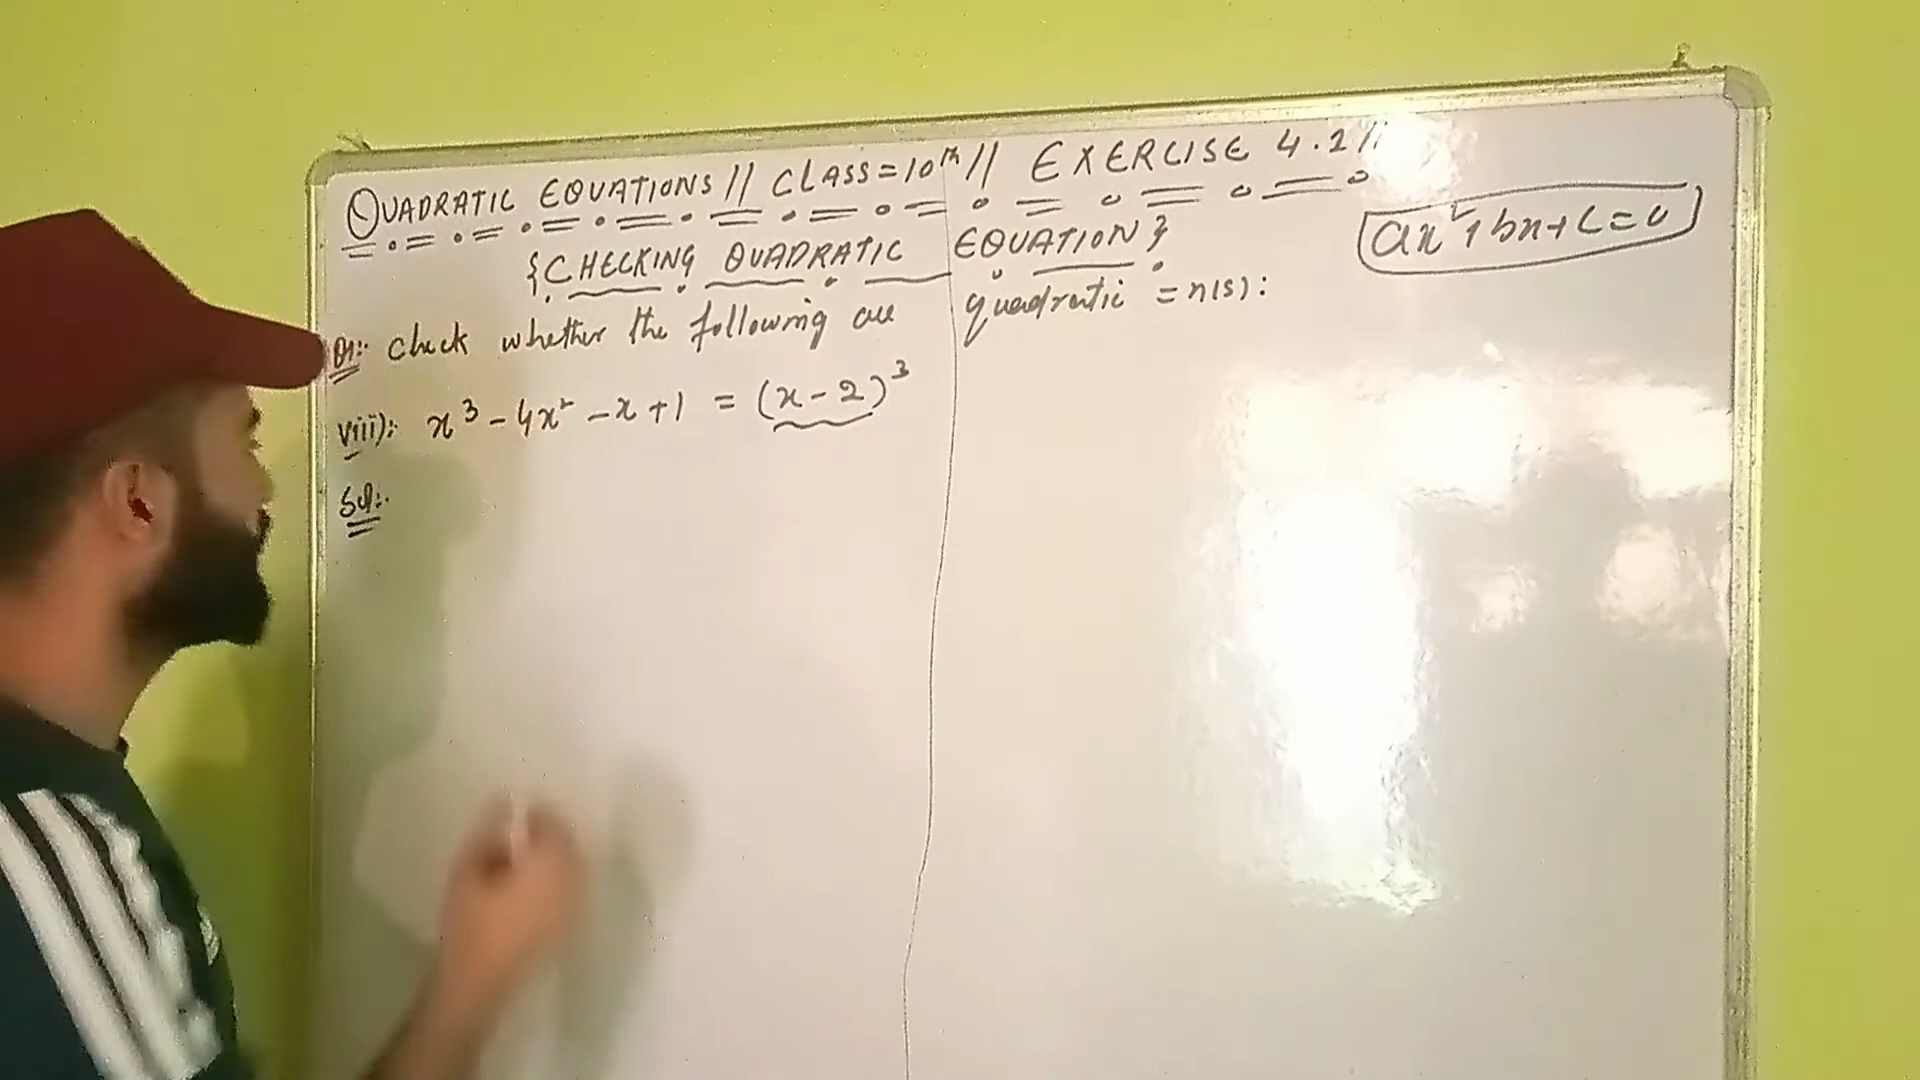 QUADRATIC EQUATIONS // CLASS=10th // EXERCISE 4.1//
ax²+bx+c=0
{CHECKING QUADRATIC EQUATION}
Q1:- Check whether the following are quadratic =n(s):
viii):- x³-4x²-x+1 = (x-2)³
Sol:-